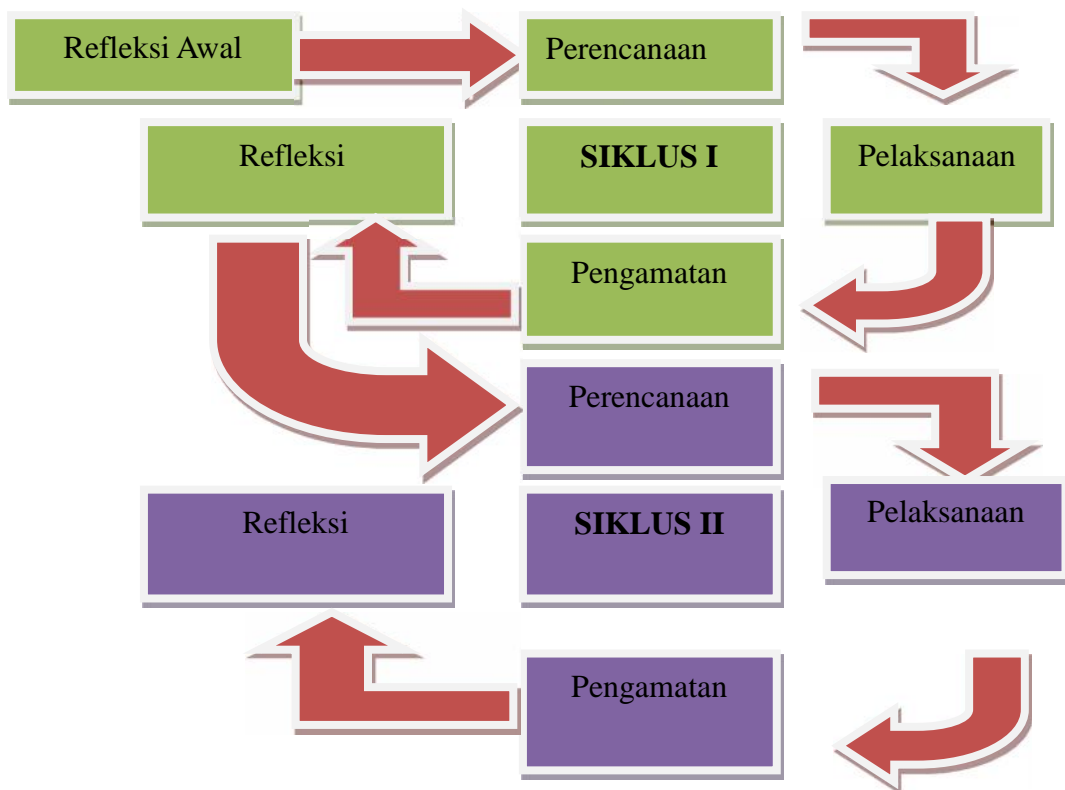 Refleksi Awal
Perencanaan
Refleksi
SIKLUS I
Pelaksanaan
Pengamatan
Perencanaan
Refleksi
SIKLUS II
Pelaksanaan
Pengamatan